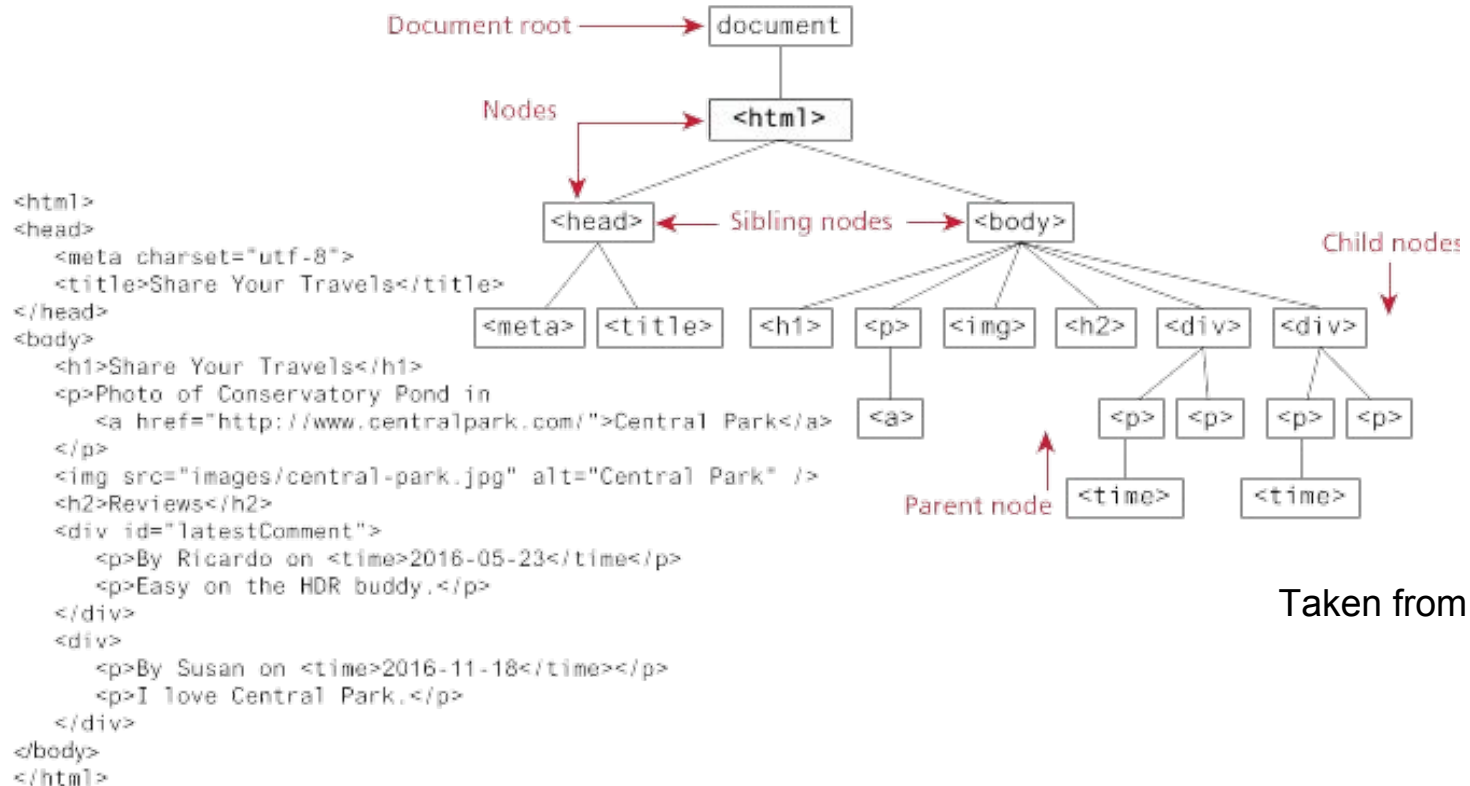 Document root
document
Nodes
<html>
<head>
Sibling nodes
<body>
Child nodes
<meta>
<title>
<h1>
<p>
<img>
<h2>
<div>
<div>
<a>
<p>
<p>
<p>
<p>
Parent node
<time>
<time>
<html>
<head>
<meta charset="utf-8">
<title>Share Your Travels</title>
</head>
<body>
<h1>Share Your Travels</h1>
<p>Photo of Conservatory Pond in
<a href="http://www.centralpark.com/">Central Park</a>
</p>
<img src="images/central-park.jpg" alt="Central Park" />
<h2>Reviews</h2>
<div id="latestComment">
<p>By Ricardo on <time>2016-05-23</time</p>
<p>Easy on the HDR buddy.</p>
</div>
<div>
<p>By Susan on <time>2016-11-18</time></p>
<p>I love Central Park.</p>
</div>
</body>
</html>
Taken from